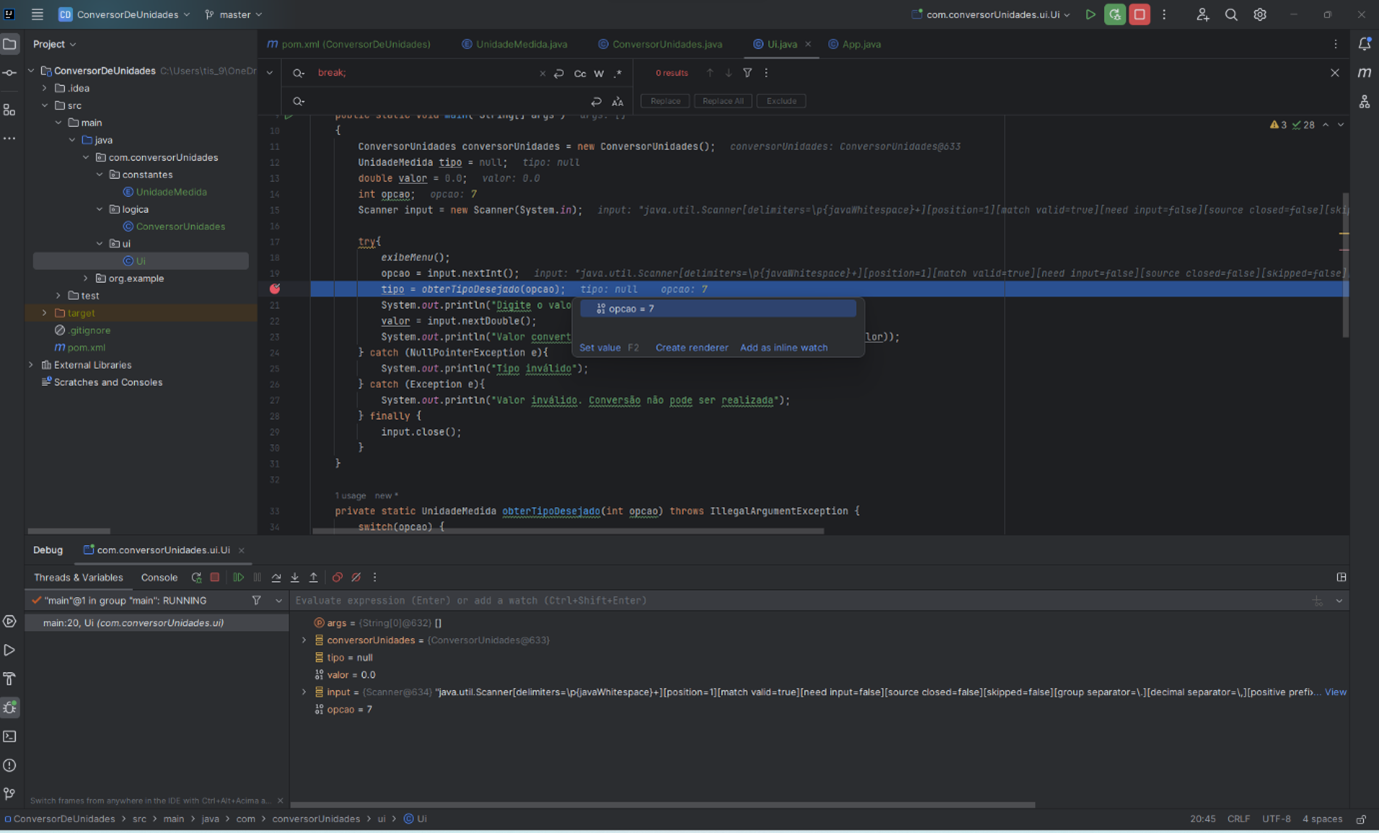 CD ConversorDeUnidades master com.conversorUnidades.ui.Ui
Project
ConversorDeUnidades C:\Users\tis_9\OneDr
.idea
src
main
java
com.conversorUnidades
constantes
UnidadeMedida
logica
ConversorUnidades
ui
Ui
org.example
test
target
.gitignore
pom.xml
External Libraries
Scratches and Consoles
pom.xml (ConversorDeUnidades) UnidadeMedida.java ConversorUnidades.java Ui.java App.java
break; Cc W .* 0 results
Replace Replace All Exclude
3 28
public static void main( String[] args ) args: []
10 {
11 ConversorUnidades conversorUnidades = new ConversorUnidades(); conversorUnidades: ConversorUnidades@633
12 UnidadeMedida tipo = null; tipo: null
13 double valor = 0.0; valor: 0.0
14 int opcao; opcao: 7
15 Scanner input = new Scanner(System.in); input: "java.util.Scanner[delimiters=\p{javaWhitespace}+][position=1][match valid=true][need input=false][source closed=false][skip
16
17 try{
18 exibeMenu();
19 opcao = input.nextInt(); input: "java.util.Scanner[delimiters=\p{javaWhitespace}+][position=1][match valid=true][need input=false][source closed=false][skipped=false]
tipo = obterTipoDesejado(opcao); tipo: null opcao: 7
21 System.out.println("Digite o valo
22 valor = input.nextDouble();
23 System.out.println("Valor convert lor));
24 } catch (NullPointerException e){
25 System.out.println("Tipo inválido");
26 } catch (Exception e){
27 System.out.println("Valor inválido. Conversão não pode ser realizada");
28 } finally {
29 input.close();
30 }
31 }
32
1 usage new *
33 private static UnidadeMedida obterTipoDesejado(int opcao) throws IllegalArgumentException {
34 switch(opcao) {
opcao = 7
Set value F2 Create renderer Add as inline watch
Debug com.conversorUnidades.ui.Ui
Threads & Variables Console
"main"@1 in group "main": RUNNING
main:20, Ui (com.conversorUnidades.ui)
Evaluate expression (Enter) or add a watch (Ctrl+Shift+Enter)
args = {String[0]@632} []
conversorUnidades = {ConversorUnidades@633}
tipo = null
valor = 0.0
input = {Scanner@634} "java.util.Scanner[delimiters=\p{javaWhitespace}+][position=1][match valid=true][need input=false][source closed=false][skipped=false][group separator=\.][decimal separator=\,][positive prefix... View
opcao = 7
Switch frames from anywhere in the IDE with Ctrl+Alt+Acima a...
ConversorDeUnidades > src > main > java > com > conversorUnidades > ui > Ui
20:45 CRLF UTF-8 4 spaces